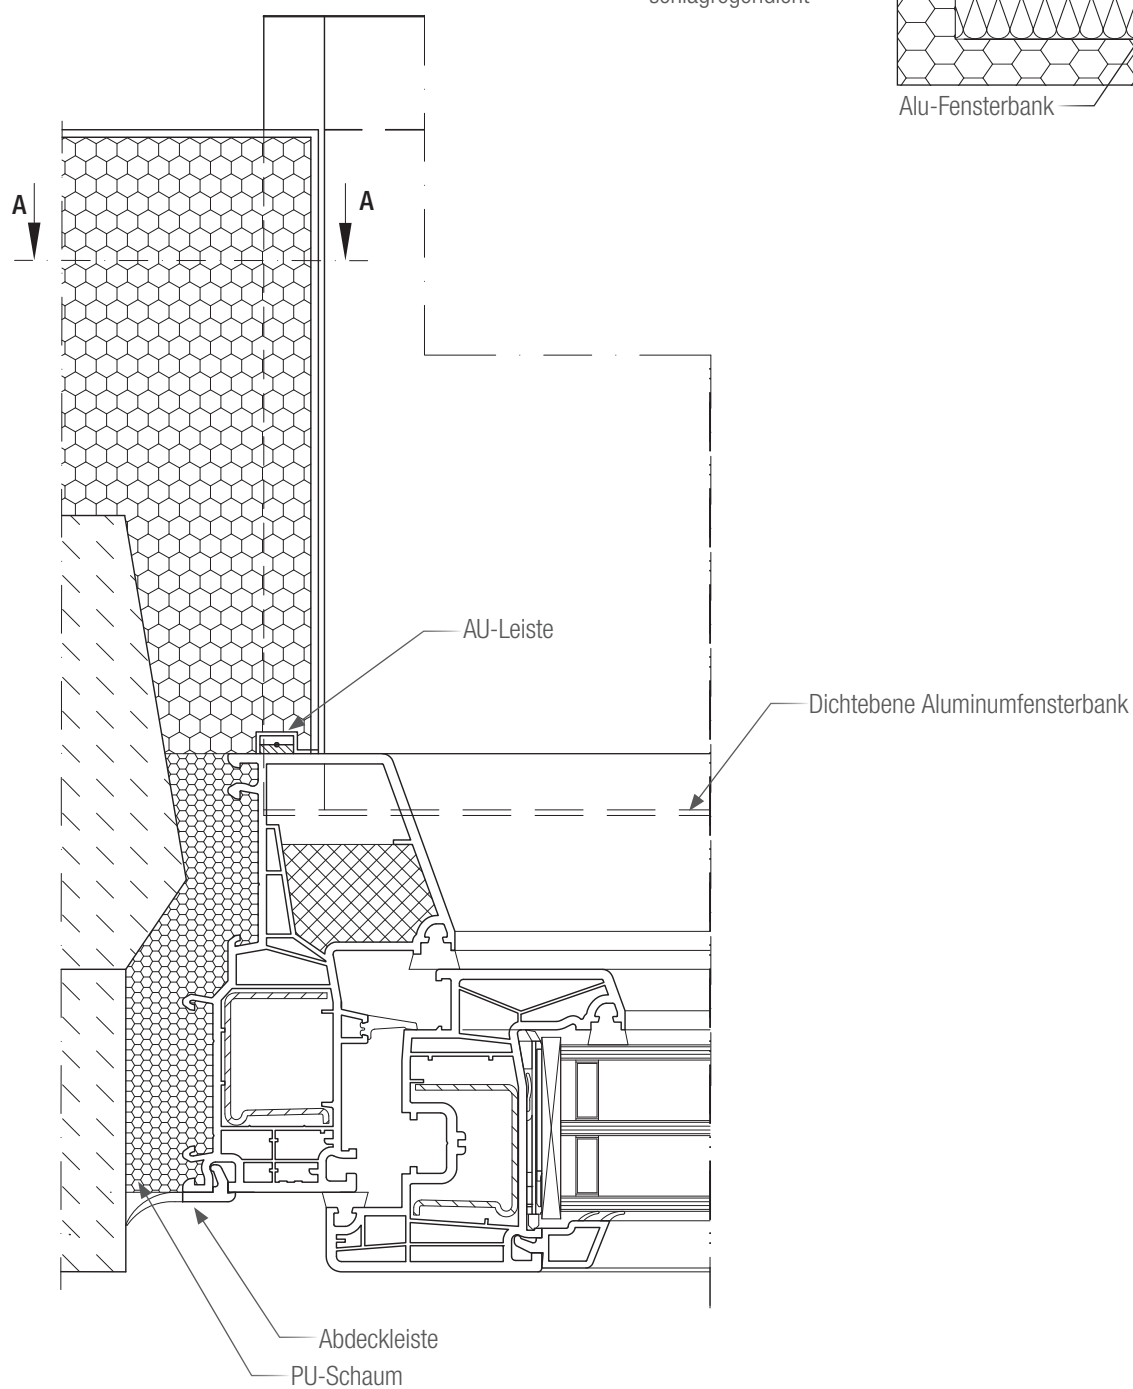 Alu-Fensterbank
A
A
AU-Leiste
Dichtebene Aluminumfensterbank
Abdeckleiste
PU-Schaum